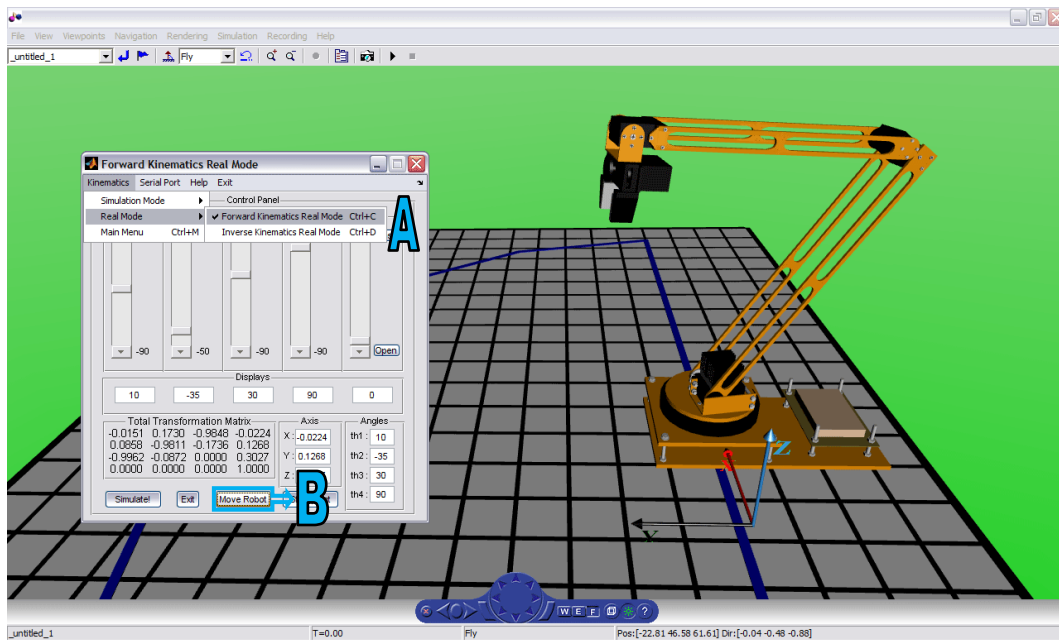 File View Viewpoints Navigation Rendering Simulation Recording Help
_untitled_1 Fly
Forward Kinematics Real Mode
Kinematics Serial Port Help Exit
Simulation Mode Control Panel
Real Mode Forward Kinematics Real Mode Ctrl+C
Main Menu Ctrl+M Inverse Kinematics Real Mode Ctrl+D
A
-90 -50 -90 -90 Open
Displays
10 -35 30 90 0
Total Transformation Matrix Axis Angles
-0.0151 0.1730 -0.9848 -0.0224 X : -0.0224 th1 : 10
0.0858 -0.9811 -0.1736 0.1268 Y : 0.1268 th2 : -35
-0.9962 -0.0872 0.0000 0.3027 Z : th3 : 30
0.0000 0.0000 0.0000 1.0000
Simulate! Exit Move Robot B th4 : 90
X Z
Y
W E F ?
_untitled_1 T=0.00 Fly Pos:[-22.81 46.58 61.61] Dir:[-0.04 -0.48 -0.88]